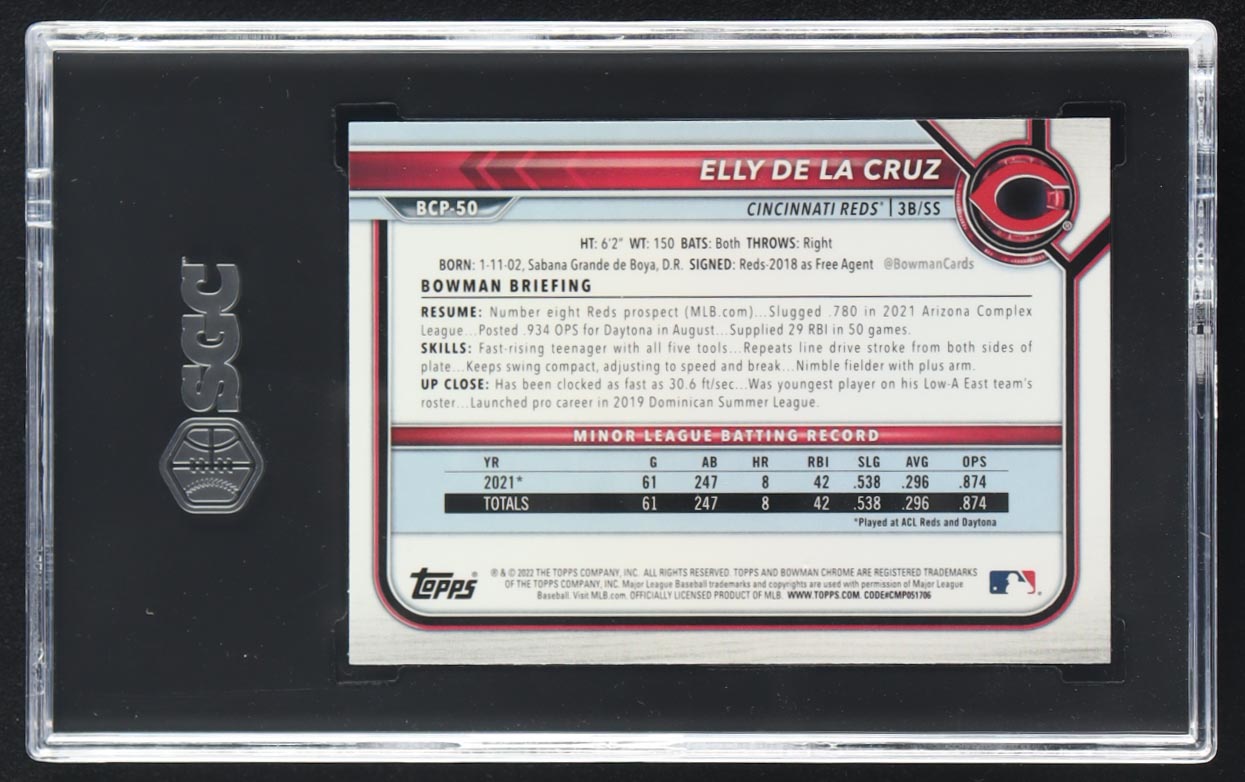 SGC
ELLY DE LA CRUZ
BCP-50
CINCINNATI REDS® | 3B/SS
HT: 6'2" WT: 150 BATS: Both THROWS: Right
BORN: 1-11-02, Sabana Grande de Boya, D.R. SIGNED: Reds-2018 as Free Agent @BowmanCards
BOWMAN BRIEFING
RESUME: Number eight Reds prospect (MLB.com)...Slugged .780 in 2021 Arizona Complex
League...Posted .934 OPS for Daytona in August...Supplied 29 RBI in 50 games.
SKILLS: Fast-rising teenager with all five tools...Repeats line drive stroke from both sides of
plate...Keeps swing compact, adjusting to speed and break...Nimble fielder with plus arm.
UP CLOSE: Has been clocked as fast as 30.6 ft/sec...Was youngest player on his Low-A East team's
roster...Launched pro career in 2019 Dominican Summer League.
MINOR LEAGUE BATTING RECORD
YR G AB HR RBI SLG AVG OPS
2021* 61 247 8 42 .538 .296 .874
TOTALS 61 247 8 42 .538 .296 .874
*Played at ACL Reds and Daytona
TOPPS®
® & © 2022 THE TOPPS COMPANY, INC. ALL RIGHTS RESERVED. TOPPS AND BOWMAN CHROME ARE REGISTERED TRADEMARKS
OF THE TOPPS COMPANY, INC. Major League Baseball trademarks and copyrights are used with permission of Major League
Baseball. Visit MLB.com. OFFICIALLY LICENSED PRODUCT OF MLB. WWW.TOPPS.COM. CODE#CMP051706